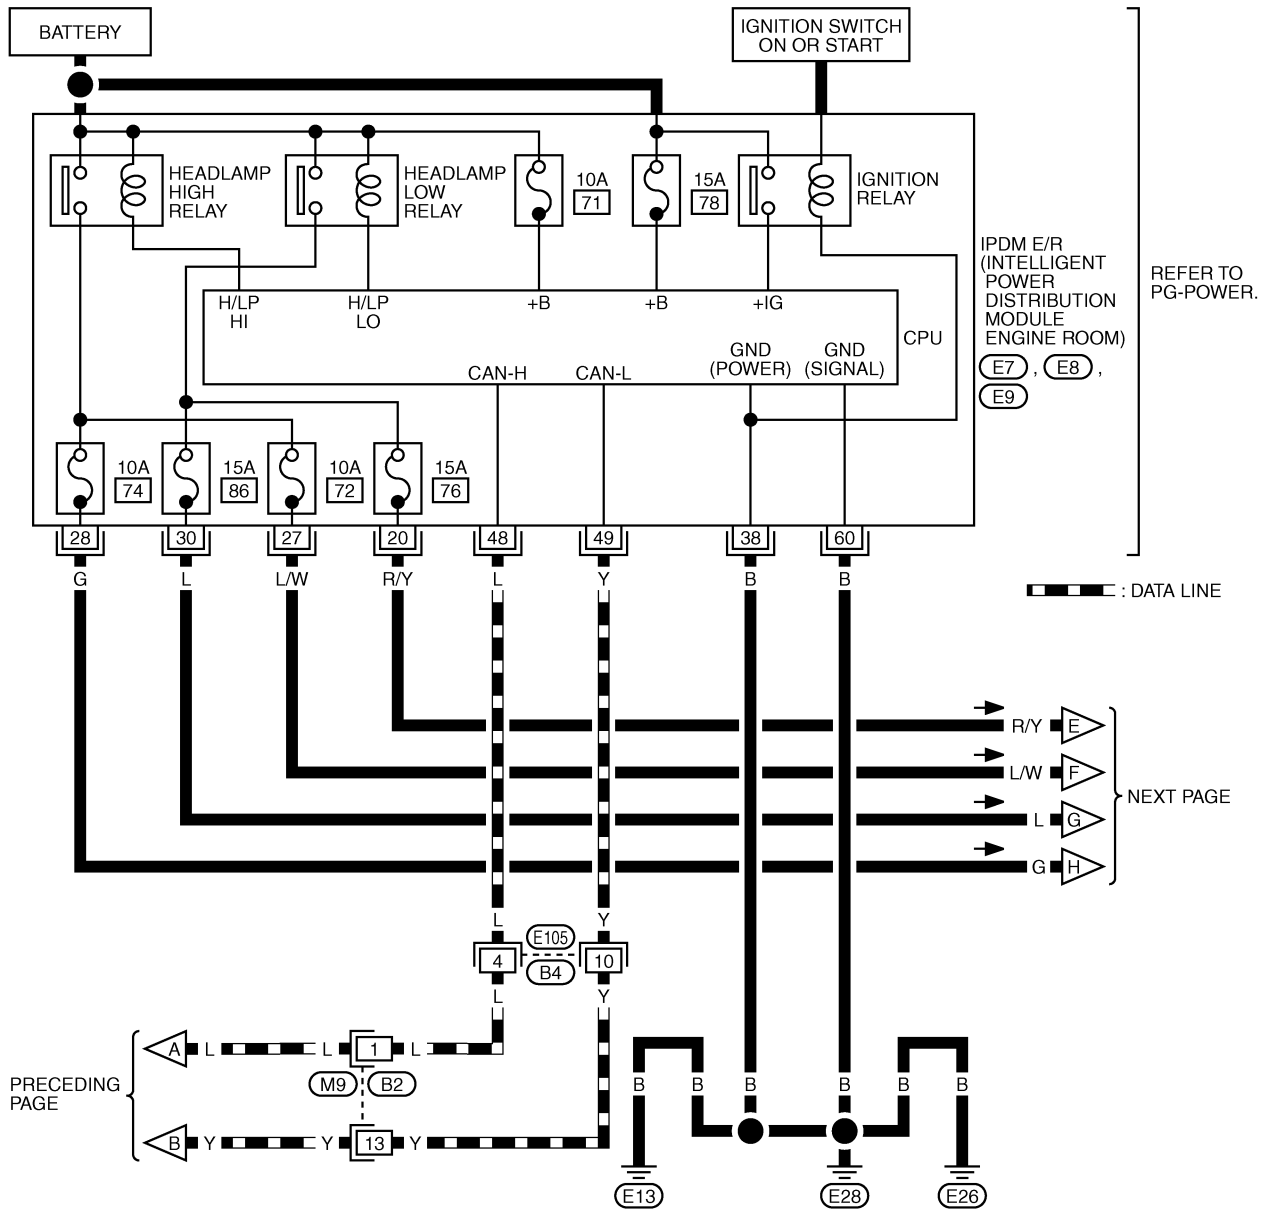 BATTERY
IGNITION SWITCH
ON OR START
HEADLAMP
HIGH
RELAY
HEADLAMP
LOW
RELAY
10A
71
15A
78
IGNITION
RELAY
IPDM E/R
(INTELLIGENT
POWER
DISTRIBUTION
MODULE
ENGINE ROOM)
E7 , E8 ,
E9
REFER TO
PG-POWER.
H/LP
HI
H/LP
LO
+B
+B
+IG
CPU
CAN-H
CAN-L
GND
(POWER)
GND
(SIGNAL)
10A
74
15A
86
10A
72
15A
76
28
30
27
20
48
49
38
60
G
L
L/W
R/Y
L
Y
B
B
: DATA LINE
R/Y
E
L/W
F
L
G
G
H
NEXT PAGE
L
Y
4
E105
B4
10
L
Y
PRECEDING
PAGE
A
L
L
1
L
M9
B2
B
Y
Y
13
Y
B
B
B
B
B
B
E13
E28
E26